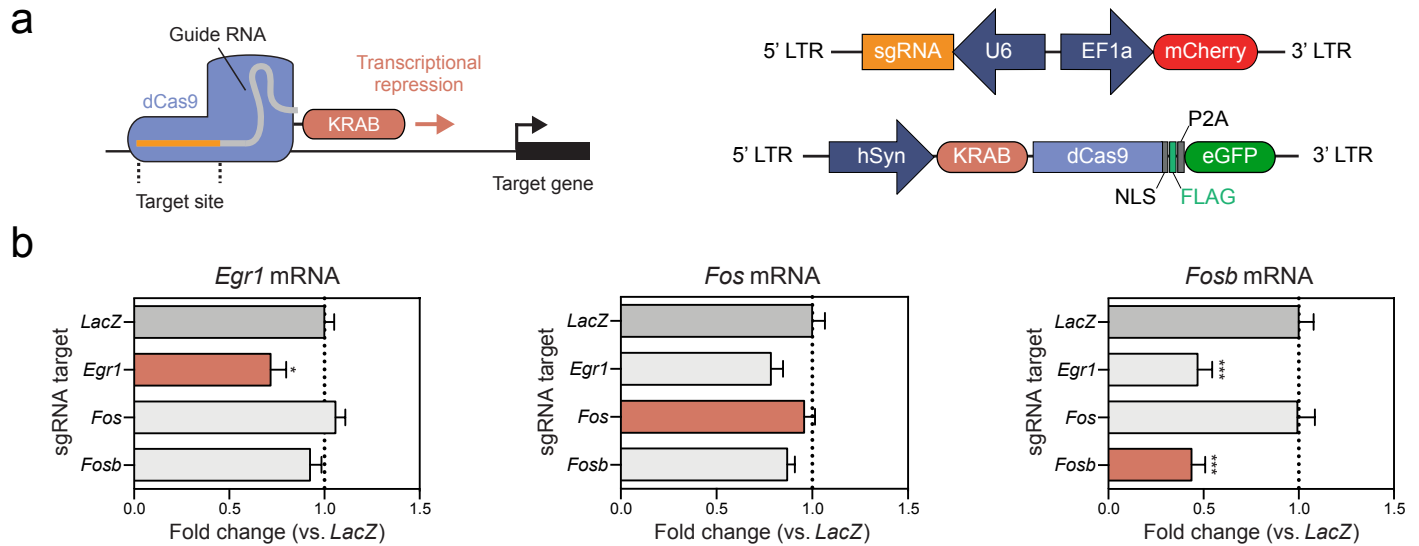 a
Guide RNA
dCas9
Transcriptional
repression
KRAB
Target gene
Target site
5’ LTR
sgRNA
U6
EF1a
mCherry
3’ LTR
P2A
5’ LTR
hSyn
KRAB
dCas9
eGFP
3’ LTR
NLS
FLAG
b
Egr1 mRNA
sgRNA target
LacZ
Egr1
*
Fos
Fosb
0.0
0.5
1.0
1.5
Fold change (vs. LacZ)
Fos mRNA
sgRNA target
LacZ
Egr1
Fos
Fosb
0.0
0.5
1.0
1.5
Fold change (vs. LacZ)
Fosb mRNA
sgRNA target
LacZ
Egr1
***
Fos
Fosb
***
0.0
0.5
1.0
1.5
Fold change (vs. LacZ)